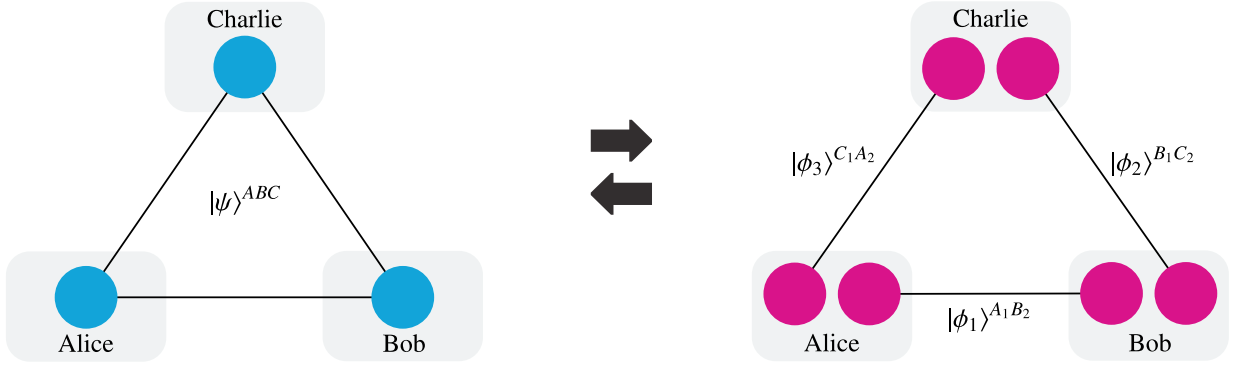 Charlie
|ψ⟩^{ABC}
Alice
Bob
Charlie
|ϕ₃⟩^{C₁A₂}
|ϕ₂⟩^{B₁C₂}
|ϕ₁⟩^{A₁B₂}
Alice
Bob